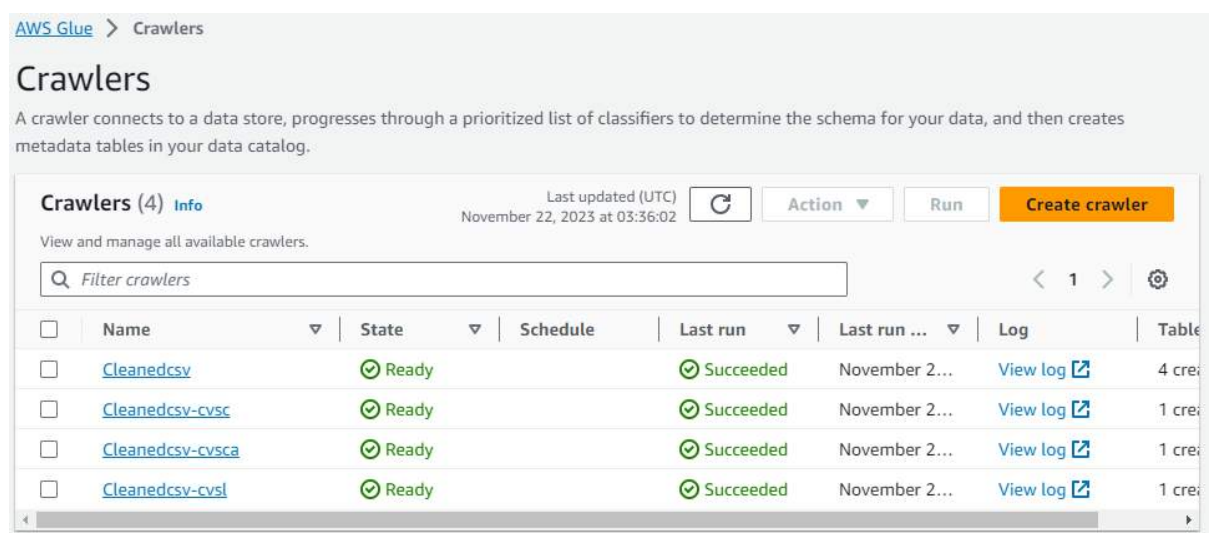 AWS Glue > Crawlers
Crawlers
A crawler connects to a data store, progresses through a prioritized list of classifiers to determine the schema for your data, and then creates
metadata tables in your data catalog.
Crawlers (4) Info
Last updated (UTC)
November 22, 2023 at 03:36:02
Action
Run
Create crawler
View and manage all available crawlers.
Filter crawlers
1
Name State Schedule Last run Last run ... Log Table
Cleanedcsv Ready Succeeded November 2... View log 4 crea
Cleanedcsv-cvsc Ready Succeeded November 2... View log 1 crea
Cleanedcsv-cvsca Ready Succeeded November 2... View log 1 crea
Cleanedcsv-cvsl Ready Succeeded November 2... View log 1 crea